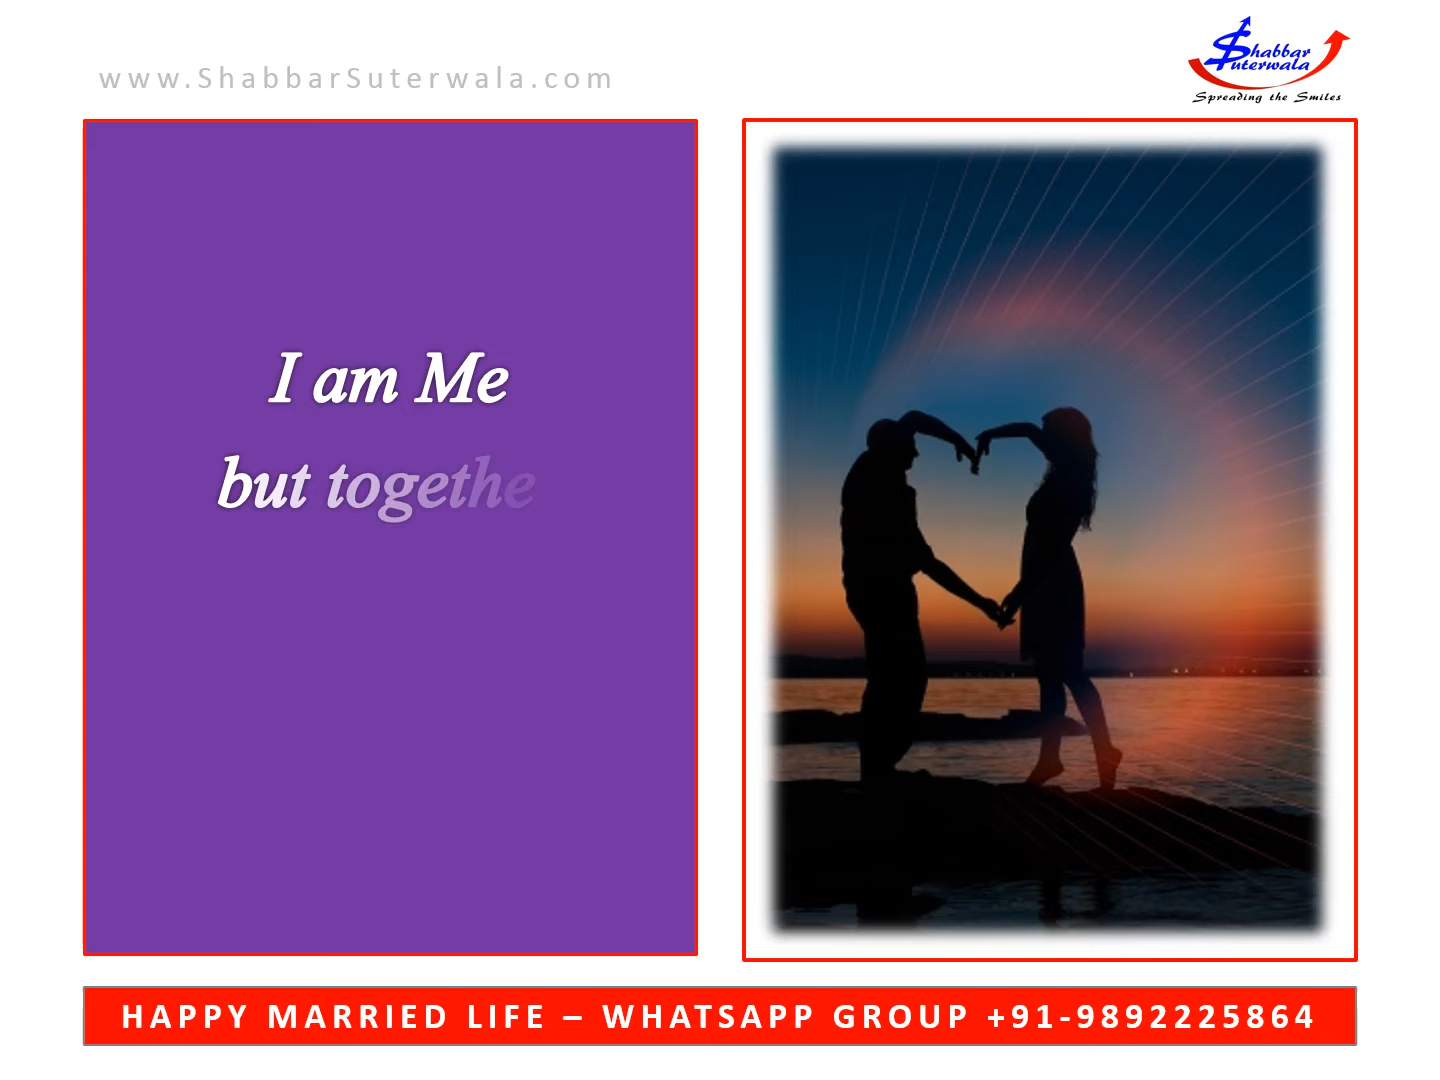 www.ShabbarSuterwala.com
Shabbar
Suterwala
Spreading the Smiles
I am Me
but togethe
HAPPY MARRIED LIFE – WHATSAPP GROUP +91-9892225864